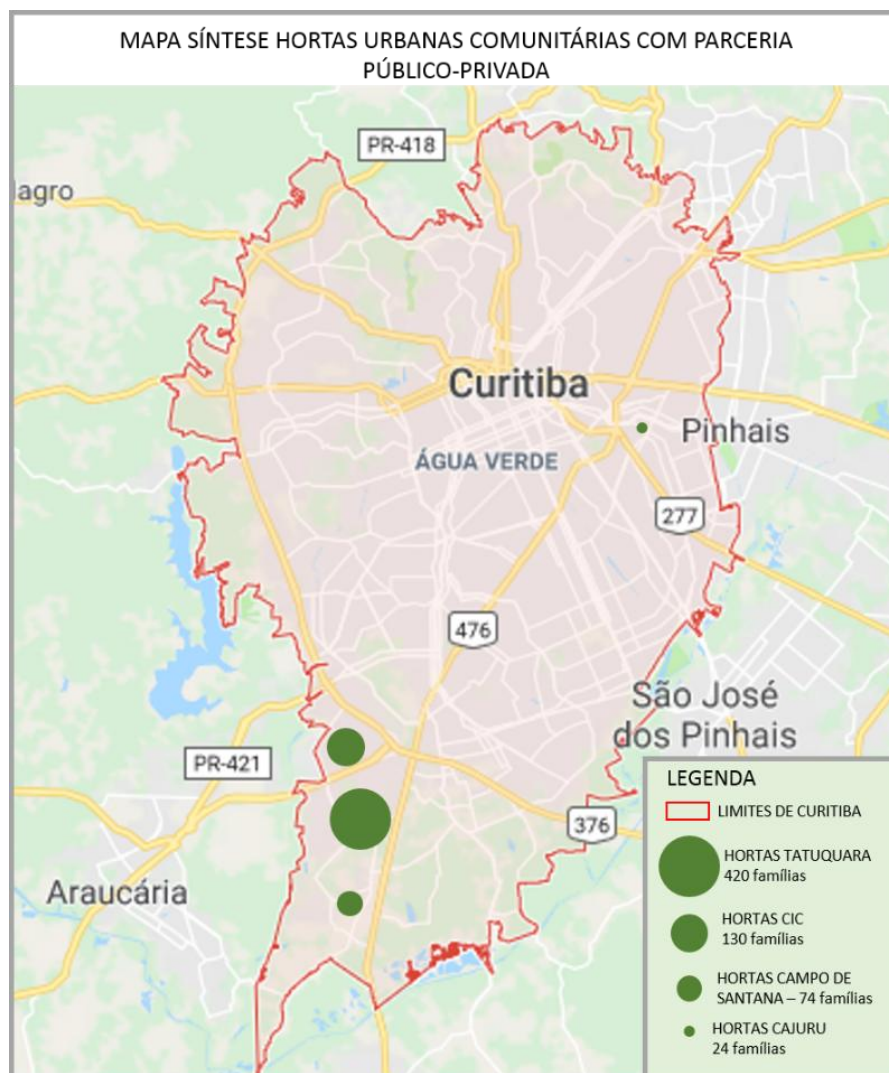 MAPA SÍNTESE HORTAS URBANAS COMUNITÁRIAS COM PARCERIA
PÚBLICO-PRIVADA
PR-418
lagro
Curitiba
Pinhais
ÁGUA VERDE
277
476
São José
dos Pinhais
PR-421
376
Araucária
LEGENDA
LIMITES DE CURITIBA
HORTAS TATUQUARA
420 famílias
HORTAS CIC
130 famílias
HORTAS CAMPO DE
SANTANA – 74 famílias
HORTAS CAJURU
24 famílias